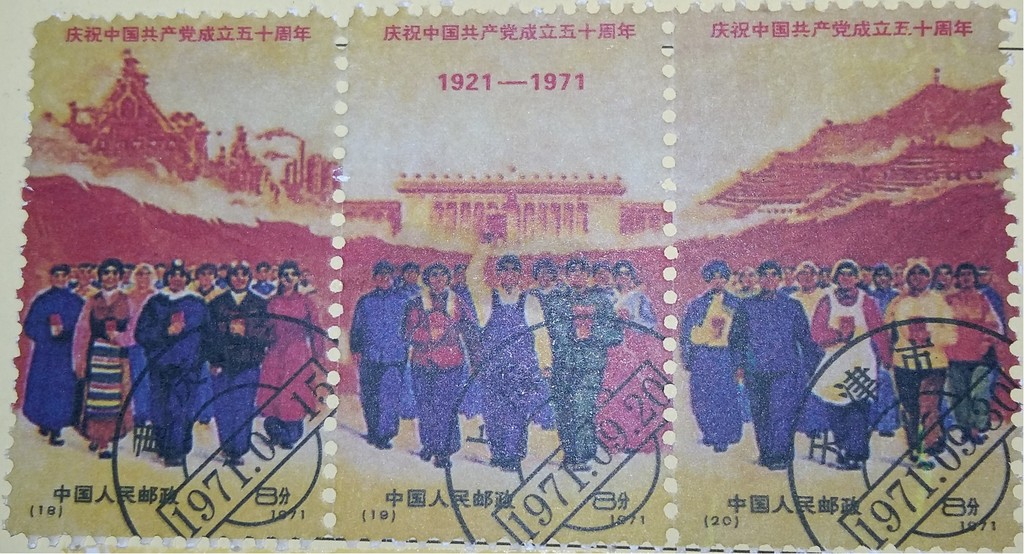 庆祝中国共产党成立五十周年
庆祝中国共产党成立五十周年
庆祝中国共产党成立五十周年
1921—1971
中国人民邮政
8分
(18)
1971
中国人民邮政
8分
(19)
1971
中国人民邮政
8分
(20)
1971
1971.09.20
天津市
1971.09.30